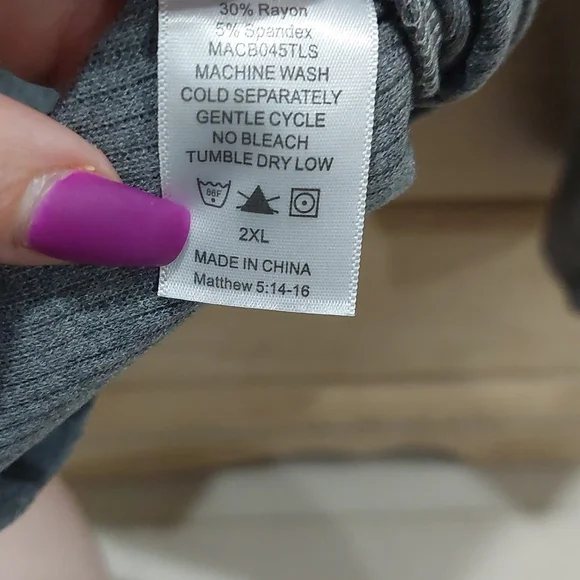 30% Rayon
5% Spandex
MACB045TLS
MACHINE WASH
COLD SEPARATELY
GENTLE CYCLE
NO BLEACH
TUMBLE DRY LOW
86F
2XL
MADE IN CHINA
Matthew 5:14-16